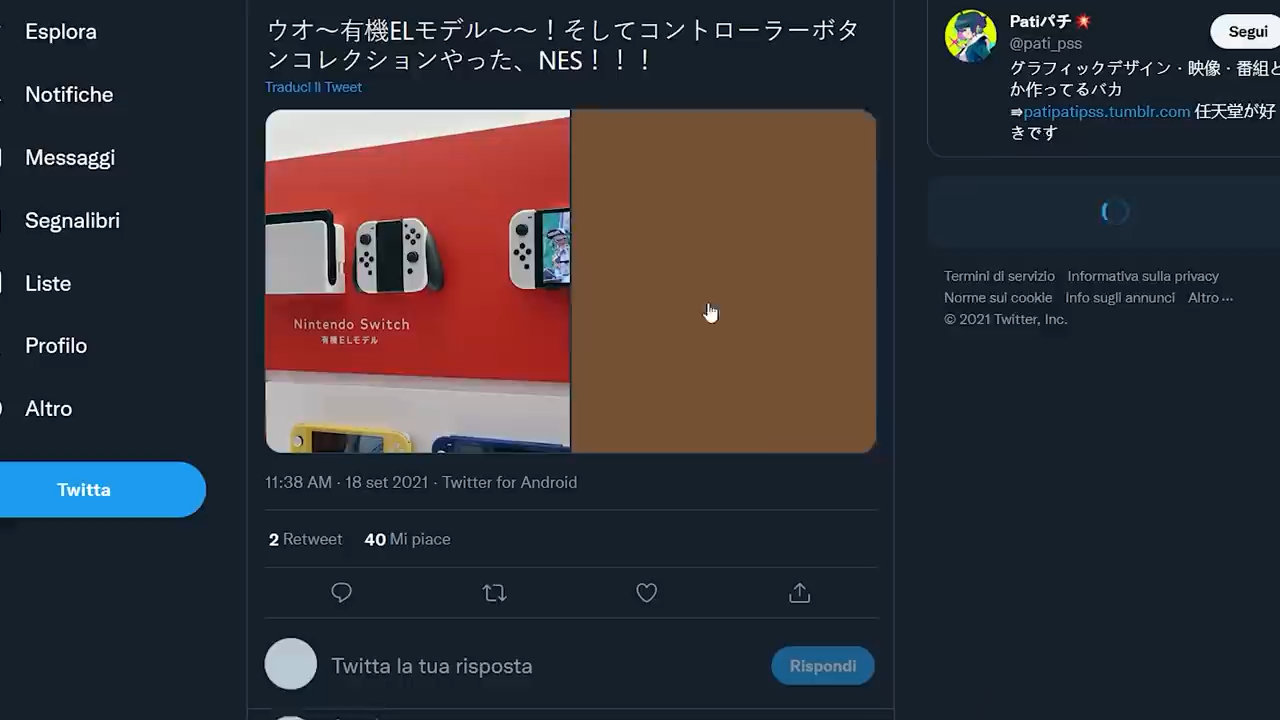 Esplora
Notifiche
Messaggi
Segnalibri
Liste
Profilo
Altro
Twitta
ウオ～有機ELモデル～～！そしてコントローラーボタ
ンコレクションやった、NES！！！
Traduci il Tweet
Nintendo Switch
有機ELモデル
11:38 AM · 18 set 2021 · Twitter for Android
2 Retweet 40 Mi piace
Twitta la tua risposta
Rispondi
Patiパチ💥
@pati_pss
Segui
グラフィックデザイン・映像・番組と
か作ってるバカ
⇛patipatipss.tumblr.com 任天堂が好
きです
Termini di servizio Informativa sulla privacy
Norme sui cookie Info sugli annunci Altro ···
© 2021 Twitter, Inc.